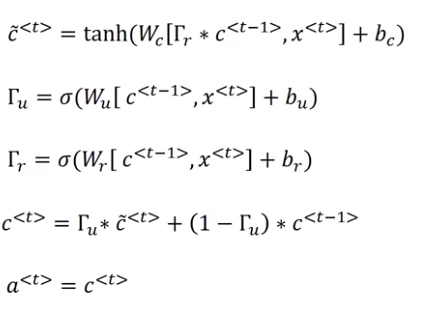 c̃^{<t>} = tanh(W_c[Γ_r * c^{<t−1>}, x^{<t>}] + b_c)
Γ_u = σ(W_u[ c^{<t−1>}, x^{<t>}] + b_u)
Γ_r = σ(W_r[ c^{<t−1>}, x^{<t>}] + b_r)
c^{<t>} = Γ_u * c̃^{<t>} + (1 − Γ_u) * c^{<t−1>}
a^{<t>} = c^{<t>}